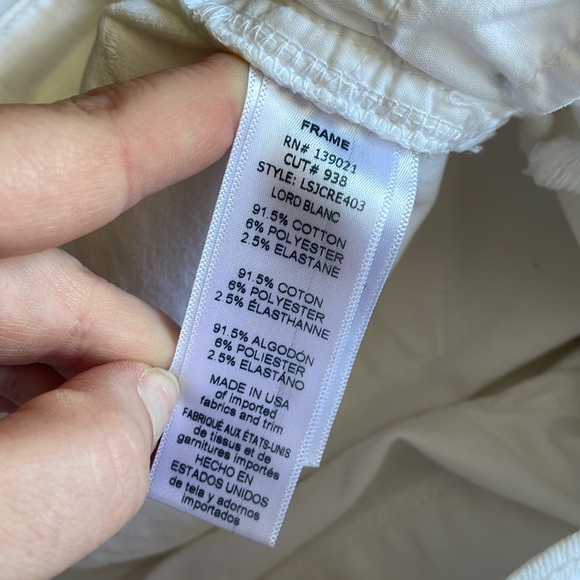 FRAME
RN# 139021
CUT# 938
STYLE: LSJCRE403
LORD BLANC
91.5% COTTON
6% POLYESTER
2.5% ELASTANE
91.5% COTON
6% POLYESTER
2.5% ÉLASTHANNE
91.5% ALGODÓN
6% POLIESTER
2.5% ELASTANO
MADE IN USA
of imported
fabrics and trim
FABRIQUÉ AUX ÉTATS-UNIS
de tissus et de
garnitures importés
HECHO EN
ESTADOS UNIDOS
de tela y adornos
importados